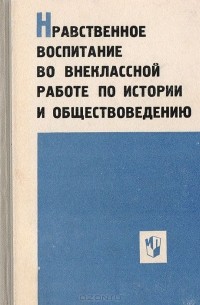 НРАВСТВЕННОЕ
ВОСПИТАНИЕ
ВО ВНЕКЛАССНОЙ
РАБОТЕ ПО ИСТОРИИ
И ОБЩЕСТВОВЕДЕНИЮ